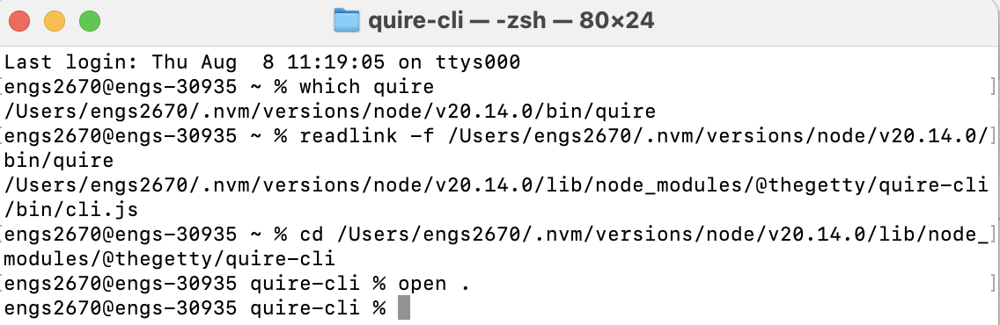 quire-cli — -zsh — 80×24
Last login: Thu Aug  8 11:19:05 on ttys000
[engs2670@engs-30935 ~ % which quire ]
/Users/engs2670/.nvm/versions/node/v20.14.0/bin/quire
[engs2670@engs-30935 ~ % readlink -f /Users/engs2670/.nvm/versions/node/v20.14.0/]
bin/quire
/Users/engs2670/.nvm/versions/node/v20.14.0/lib/node_modules/@thegetty/quire-cli
/bin/cli.js
[engs2670@engs-30935 ~ % cd /Users/engs2670/.nvm/versions/node/v20.14.0/lib/node_]
modules/@thegetty/quire-cli
[engs2670@engs-30935 quire-cli % open . ]
engs2670@engs-30935 quire-cli %